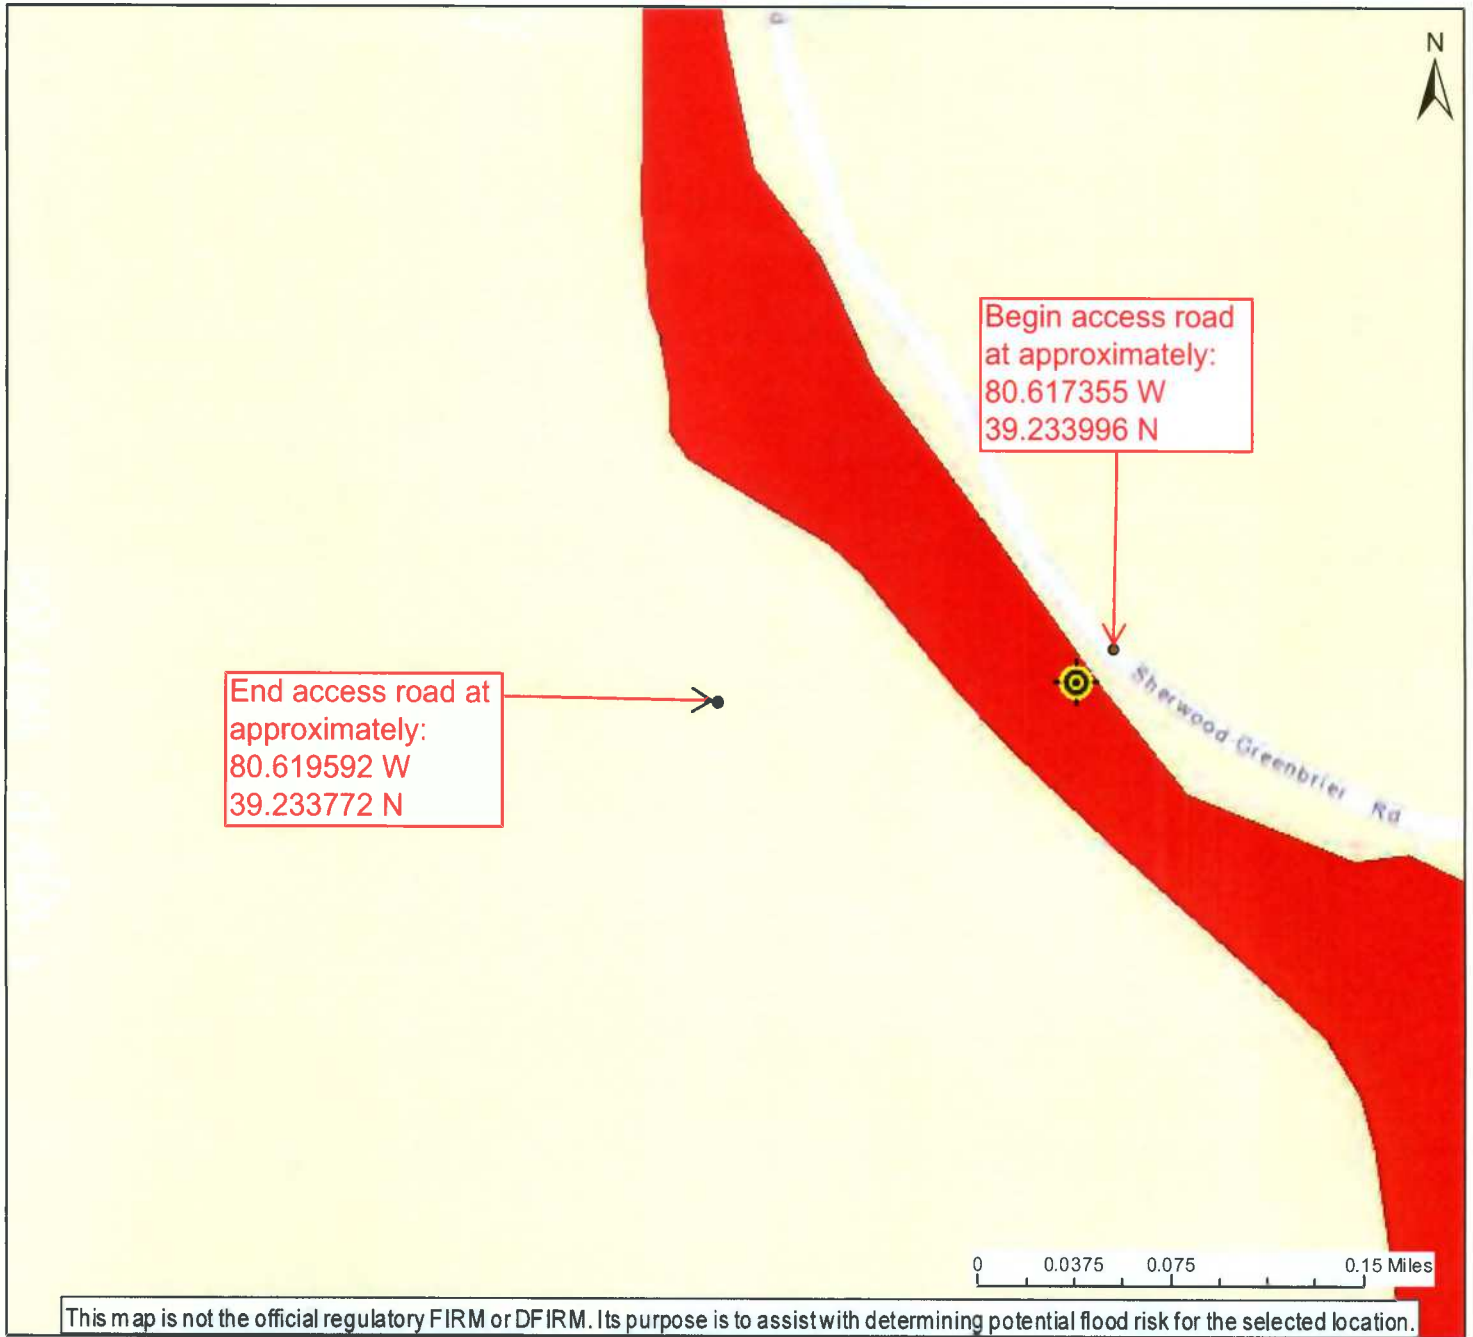 N
Begin access road
at approximately:
80.617355 W
39.233996 N
End access road at
approximately:
80.619592 W
39.233772 N
Sherwood Greenbrier Rd
0 0.0375 0.075 0.15 Miles
This map is not the official regulatory FIRM or DFIRM. Its purpose is to assist with determining potential flood risk for the selected location.